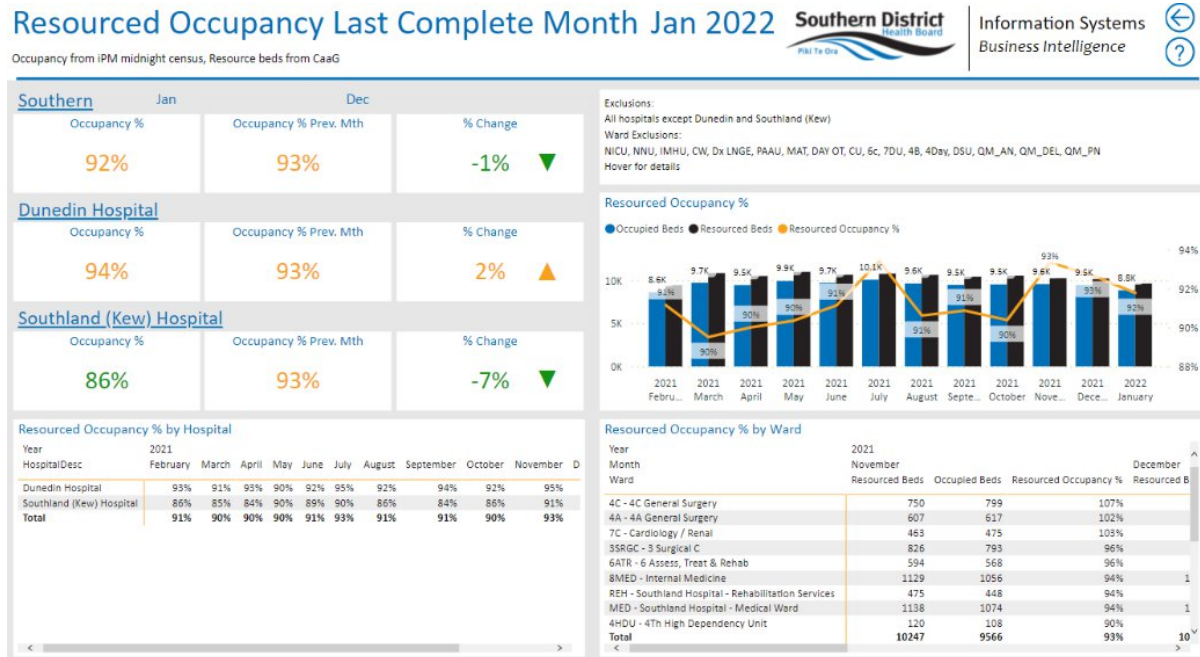 Resourced Occupancy Last Complete Month Jan 2022
Southern District
Health Board
Piki Te Ora
Information Systems
Business Intelligence
?
Occupancy from iPM midnight census, Resource beds from CaaG
Southern Jan Dec
Occupancy % Occupancy % Prev. Mth % Change
92% 93% -1%
Dunedin Hospital
Occupancy % Occupancy % Prev. Mth % Change
94% 93% 2%
Southland (Kew) Hospital
Occupancy % Occupancy % Prev. Mth % Change
86% 93% -7%
Exclusions:
All hospitals except Dunedin and Southland (Kew)
Ward Exclusions:
NICU, NNU, IMHU, CW, Dx LNGE, PAAU, MAT, DAY OT, CU, 6c, 7DU, 4B, 4Day, DSU, QM_AN, QM_DEL, QM_PN
Hover for details
Resourced Occupancy %
Occupied Beds Resourced Beds Resourced Occupancy %
10K 5K 0K
94% 92% 90% 88%
8.6K 9.7K 9.5K 9.9K 9.7K 10.1K 9.6K 9.5K 9.5K 9.6K 9.5K 8.8K
91% 90% 90% 90% 91% 91% 91% 90% 93% 93% 92%
2021 2021 2021 2021 2021 2021 2021 2021 2021 2021 2021 2022
Febru... March April May June July August Septe... October Nove... Dece... January
Resourced Occupancy % by Hospital
Year 2021
HospitalDesc February March April May June July August September October November D
Dunedin Hospital 93% 91% 93% 90% 92% 95% 92% 94% 92% 95%
Southland (Kew) Hospital 86% 85% 84% 90% 89% 90% 86% 84% 86% 91%
Total 91% 90% 90% 90% 91% 93% 91% 91% 90% 93%
Resourced Occupancy % by Ward
Year 2021
Month November December
Ward Resourced Beds Occupied Beds Resourced Occupancy % Resourced B
4C - 4C General Surgery 750 799 107%
4A - 4A General Surgery 607 617 102%
7C - Cardiology / Renal 463 475 103%
3SRGC - 3 Surgical C 826 793 96%
6ATR - 6 Assess, Treat & Rehab 594 568 96%
8MED - Internal Medicine 1129 1056 94% 1
REH - Southland Hospital - Rehabilitation Services 475 448 94%
MED - Southland Hospital - Medical Ward 1138 1074 94% 1
4HDU - 4Th High Dependency Unit 120 108 90%
Total 10247 9566 93% 10